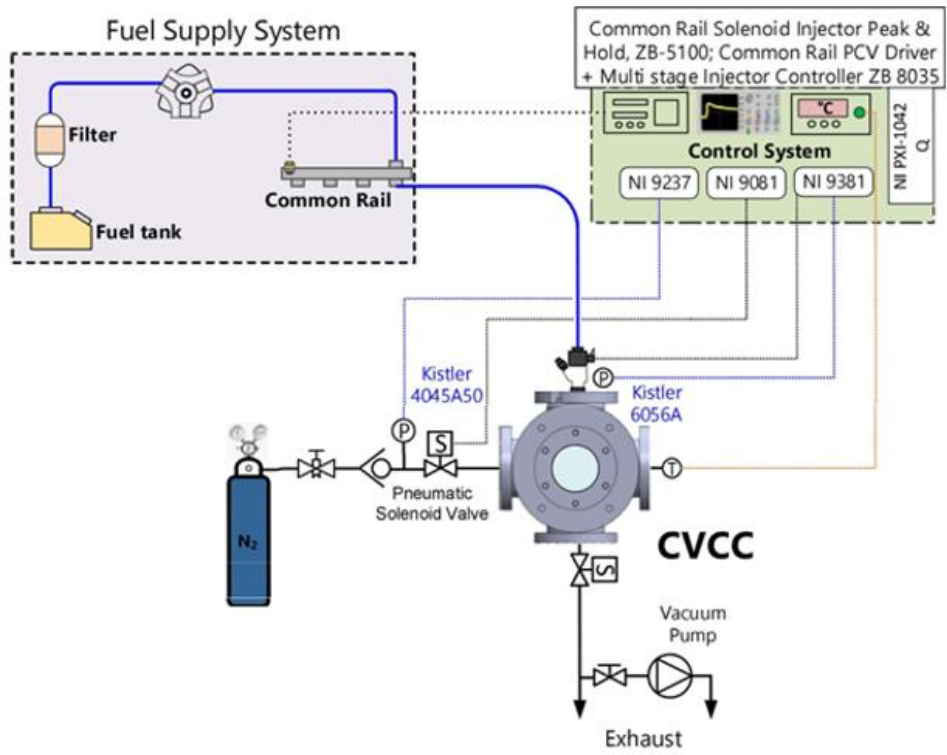 Fuel Supply System
Common Rail Solenoid Injector Peak &
Hold, ZB-5100; Common Rail PCV Driver
+ Multi stage Injector Controller ZB 8035
Filter
Fuel tank
Common Rail
°C
Control System
NI 9237
NI 9081
NI 9381
NI PXI-1042
Q
Kistler
4045A50
P
S
P
Kistler
6056A
T
Pneumatic
Solenoid Valve
N₂
CVCC
S
Vacuum
Pump
Exhaust